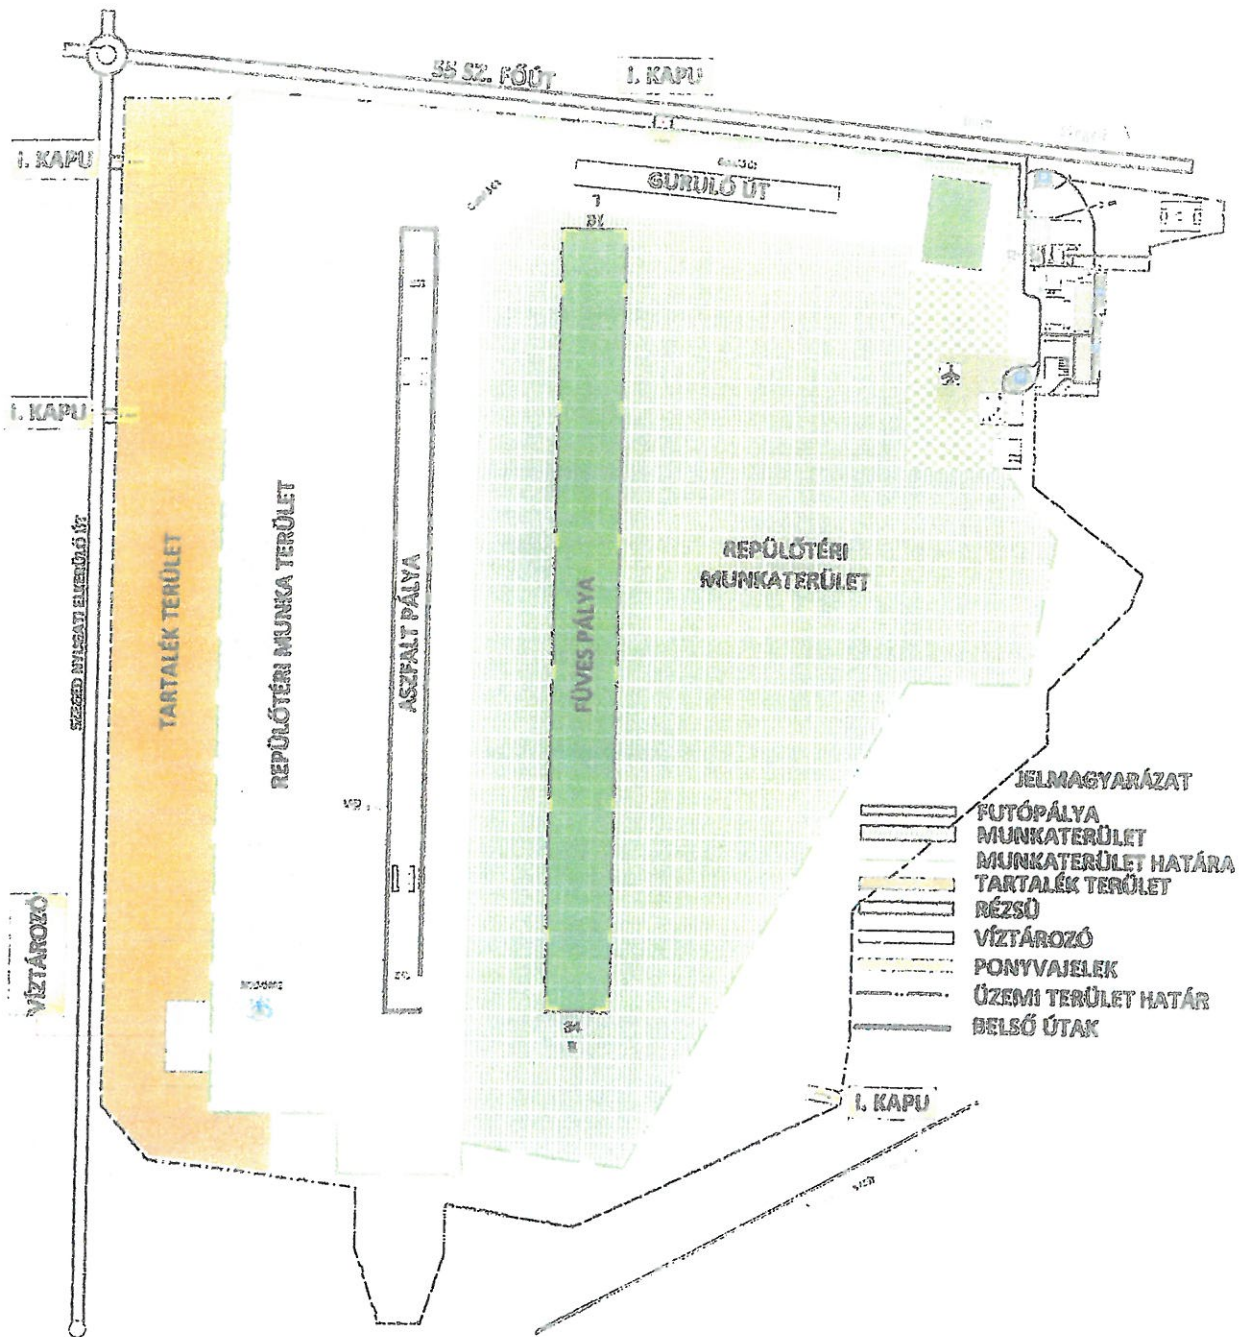 55 SZ. FŐÚT
I. KAPU
I. KAPU
GURULÓ ÚT
I. KAPU
SZEGED NYUGATI ELKERÜLŐ ÚT
TARTALÉK TERÜLET
REPÜLŐTÉRI MUNKA TERÜLET
ASZFALT PÁLYA
FÜVES PÁLYA
REPÜLŐTÉRI
MUNKATERÜLET
VÍZTÁROZÓ
34
JELMAGYARÁZAT
FUTÓPÁLYA
MUNKATERÜLET
MUNKATERÜLET HATÁRA
TARTALÉK TERÜLET
RÉZSŰ
VÍZTÁROZÓ
PONYVAJELEK
ÜZEMI TERÜLET HATÁR
BELSŐ ÚTAK
I. KAPU